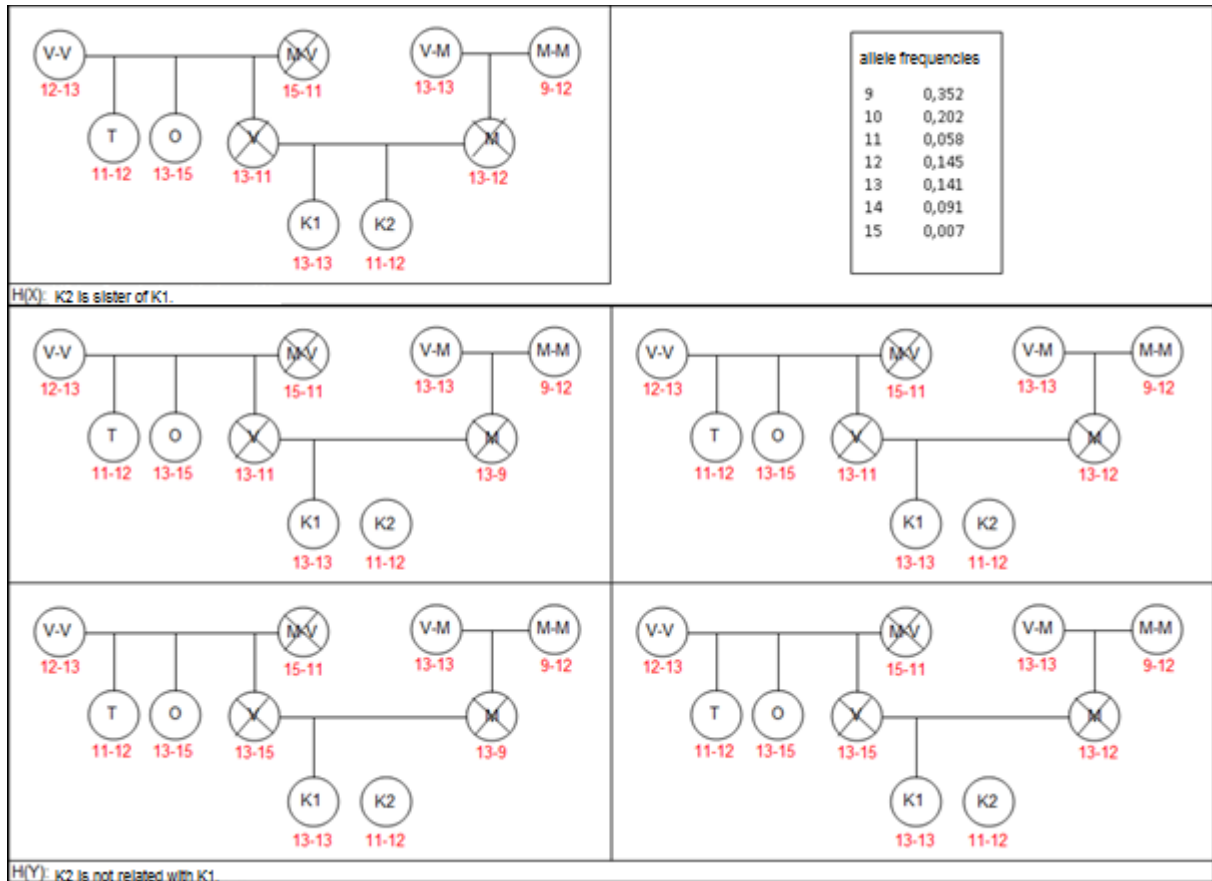 V-V M-V V-M M-M
12-13 15-11 13-13 9-12
T O V M
11-12 13-15 13-11 13-12
K1 K2
13-13 11-12
H(X): K2 is sister of K1.
allele frequencies
9 0,352
10 0,202
11 0,058
12 0,145
13 0,141
14 0,091
15 0,007
V-V M-V V-M M-M
12-13 15-11 13-13 9-12
T O V M
11-12 13-15 13-11 13-9
K1 K2
13-13 11-12
V-V M-V V-M M-M
12-13 15-11 13-13 9-12
T O V M
11-12 13-15 13-11 13-12
K1 K2
13-13 11-12
V-V M-V V-M M-M
12-13 15-11 13-13 9-12
T O V M
11-12 13-15 13-15 13-9
K1 K2
13-13 11-12
V-V M-V V-M M-M
12-13 15-11 13-13 9-12
T O V M
11-12 13-15 13-15 13-12
K1 K2
13-13 11-12
H(Y): K2 is not related with K1.